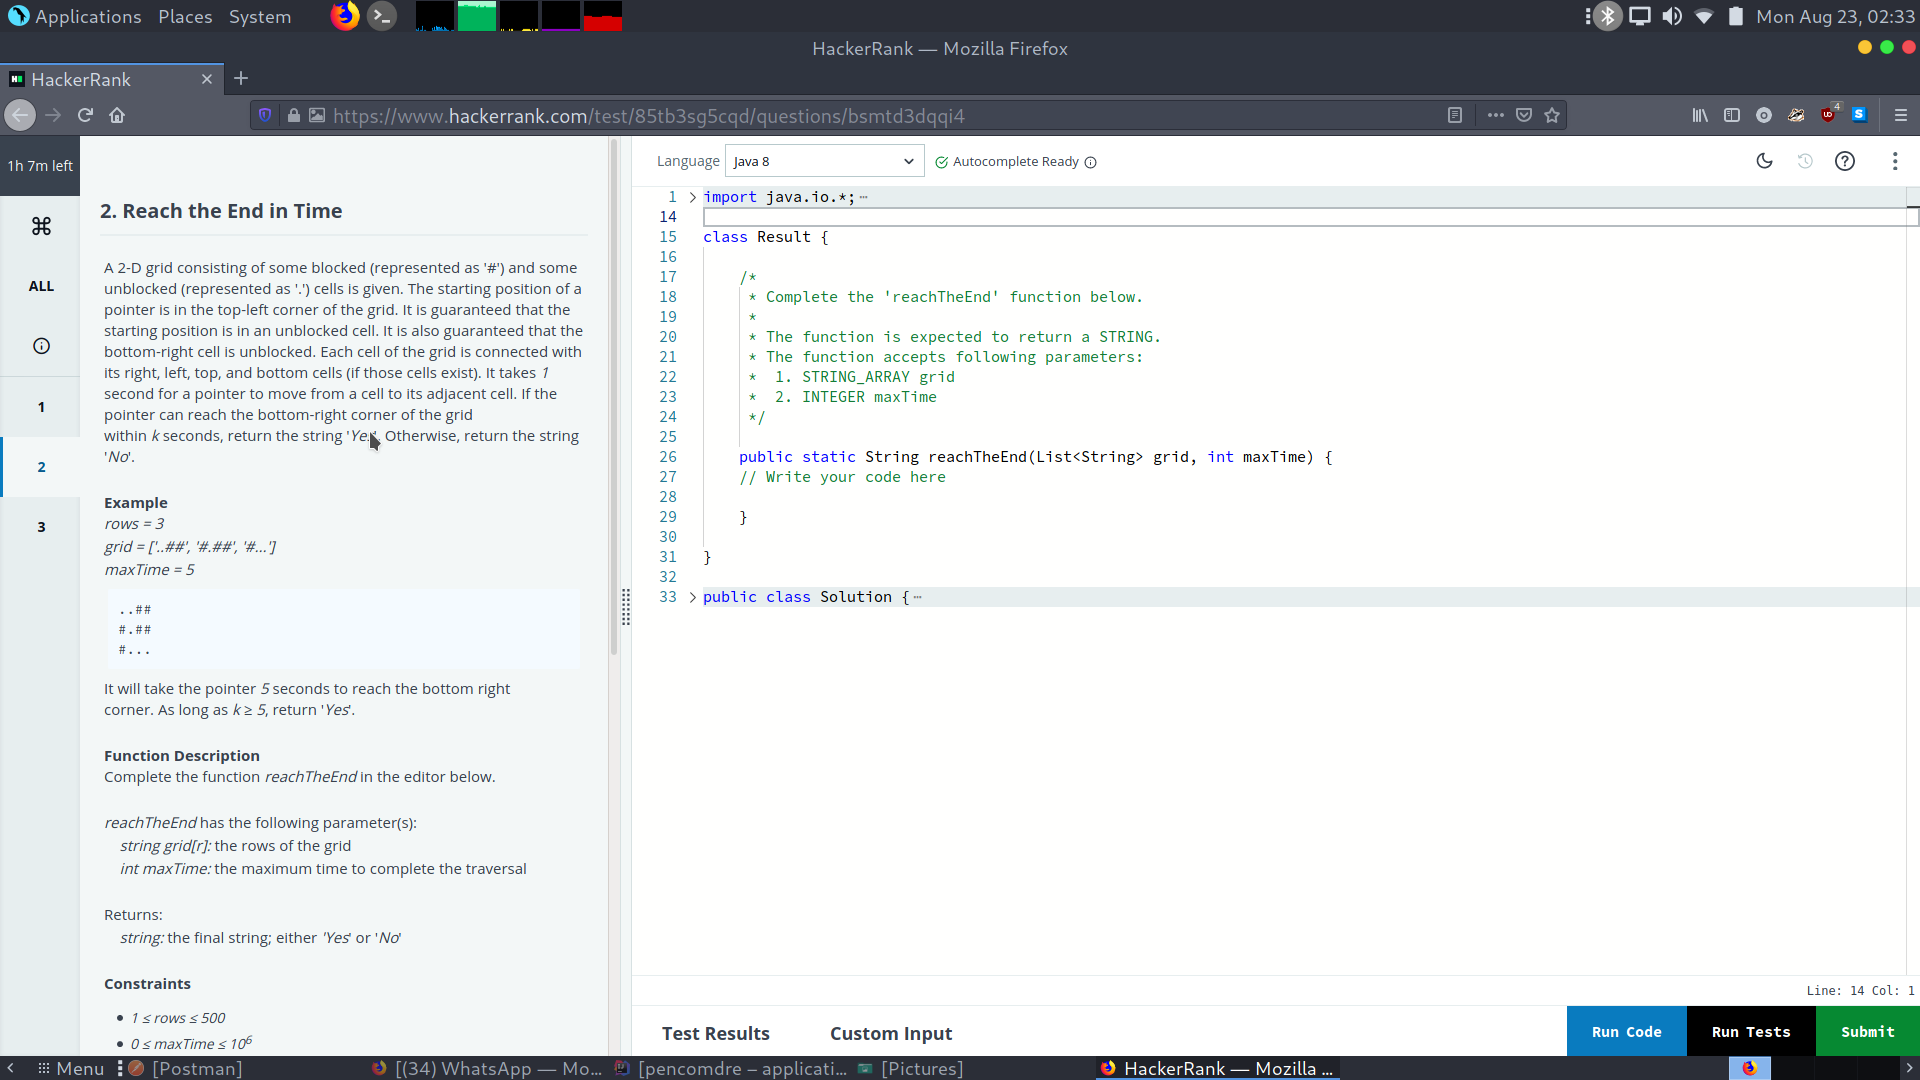 Applications Places System Mon Aug 23, 02:33
HackerRank — Mozilla Firefox
HackerRank
https://www.hackerrank.com/test/85tb3sg5cqd/questions/bsmtd3dqqi4
4
1h 7m left
ALL
1
2
3
2. Reach the End in Time
A 2-D grid consisting of some blocked (represented as '#') and some
unblocked (represented as '.') cells is given. The starting position of a
pointer is in the top-left corner of the grid. It is guaranteed that the
starting position is in an unblocked cell. It is also guaranteed that the
bottom-right cell is unblocked. Each cell of the grid is connected with
its right, left, top, and bottom cells (if those cells exist). It takes 1
second for a pointer to move from a cell to its adjacent cell. If the
pointer can reach the bottom-right corner of the grid
within k seconds, return the string 'Yes'. Otherwise, return the string
'No'.
Example
rows = 3
grid = ['..##', '#.##', '#...']
maxTime = 5
..##
#.##
#...
It will take the pointer 5 seconds to reach the bottom right
corner. As long as k ≥ 5, return 'Yes'.
Function Description
Complete the function reachTheEnd in the editor below.
reachTheEnd has the following parameter(s):
string grid[r]: the rows of the grid
int maxTime: the maximum time to complete the traversal
Returns:
string: the final string; either 'Yes' or 'No'
Constraints
• 1 ≤ rows ≤ 500
• 0 ≤ maxTime ≤ 10⁶
Language Java 8 Autocomplete Ready
1 import java.io.*;
14
15 class Result {
16
17 /*
18 * Complete the 'reachTheEnd' function below.
19 *
20 * The function is expected to return a STRING.
21 * The function accepts following parameters:
22 * 1. STRING_ARRAY grid
23 * 2. INTEGER maxTime
24 */
25
26 public static String reachTheEnd(List<String> grid, int maxTime) {
27 // Write your code here
28
29 }
30
31 }
32
33 public class Solution {
Line: 14 Col: 1
Test Results Custom Input Run Code Run Tests Submit
Menu [Postman] [(34) WhatsApp — Mo... [pencomdre – applicati... [Pictures] HackerRank — Mozilla ...